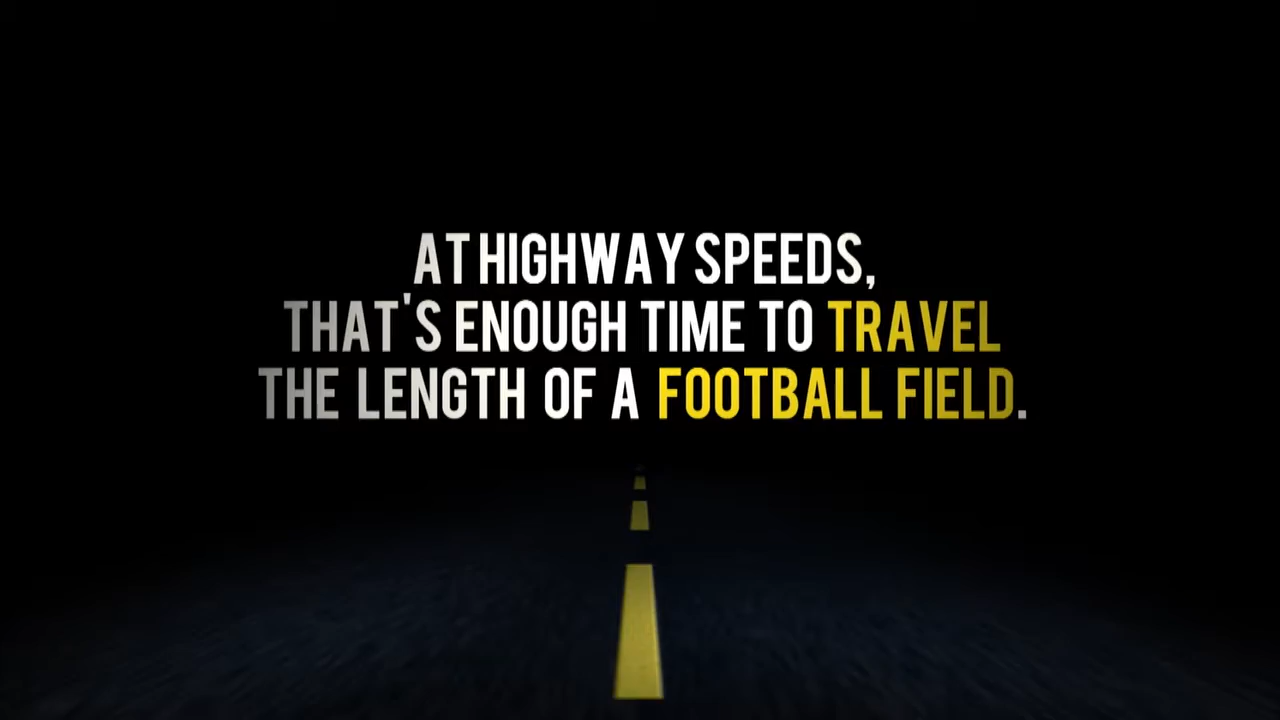 AT HIGHWAY SPEEDS,
THAT'S ENOUGH TIME TO TRAVEL
THE LENGTH OF A FOOTBALL FIELD.